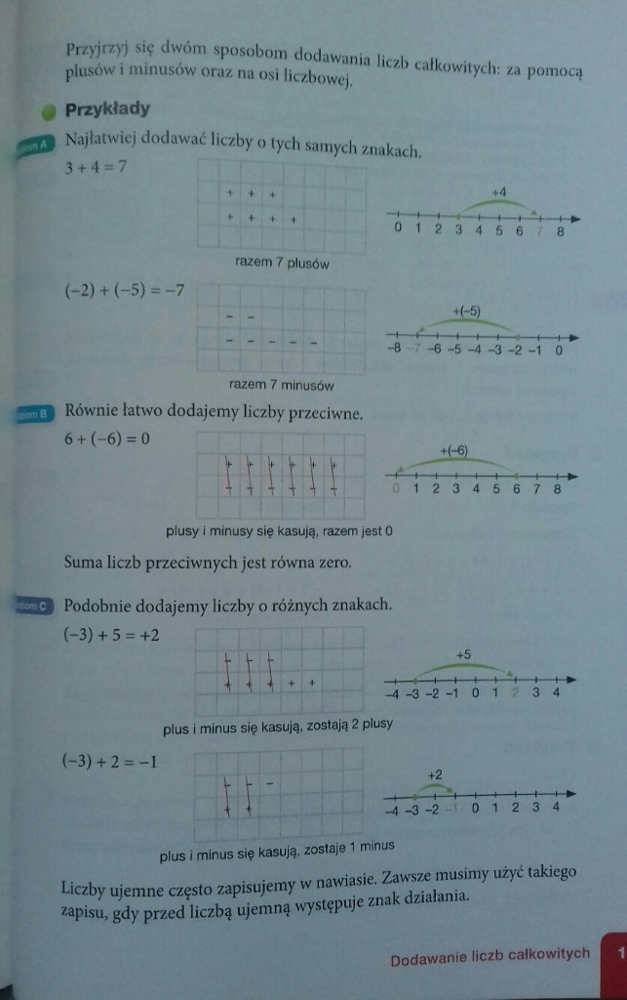 Przyjrzyj się dwóm sposobom dodawania liczb całkowitych: za pomocą
plusów i minusów oraz na osi liczbowej.
Przykłady
Najłatwiej dodawać liczby o tych samych znakach.
3 + 4 = 7
+ + +
+ + + +
razem 7 plusów
+4
0 1 2 3 4 5 6 7 8
(−2) + (−5) = −7
− −
− − − − −
razem 7 minusów
+(−5)
−8 −7 −6 −5 −4 −3 −2 −1 0
Równie łatwo dodajemy liczby przeciwne.
6 + (−6) = 0
+ + + + + +
− − − − − −
plusy i minusy się kasują, razem jest 0
+(−6)
0 1 2 3 4 5 6 7 8
Suma liczb przeciwnych jest równa zero.
Podobnie dodajemy liczby o różnych znakach.
(−3) + 5 = +2
− − −
+ + + + +
plus i minus się kasują, zostają 2 plusy
+5
−4 −3 −2 −1 0 1 2 3 4
(−3) + 2 = −1
− − −
+ +
plus i minus się kasują, zostaje 1 minus
+2
−4 −3 −2 −1 0 1 2 3 4
Liczby ujemne często zapisujemy w nawiasie. Zawsze musimy użyć takiego
zapisu, gdy przed liczbą ujemną występuje znak działania.
Dodawanie liczb całkowitych 1